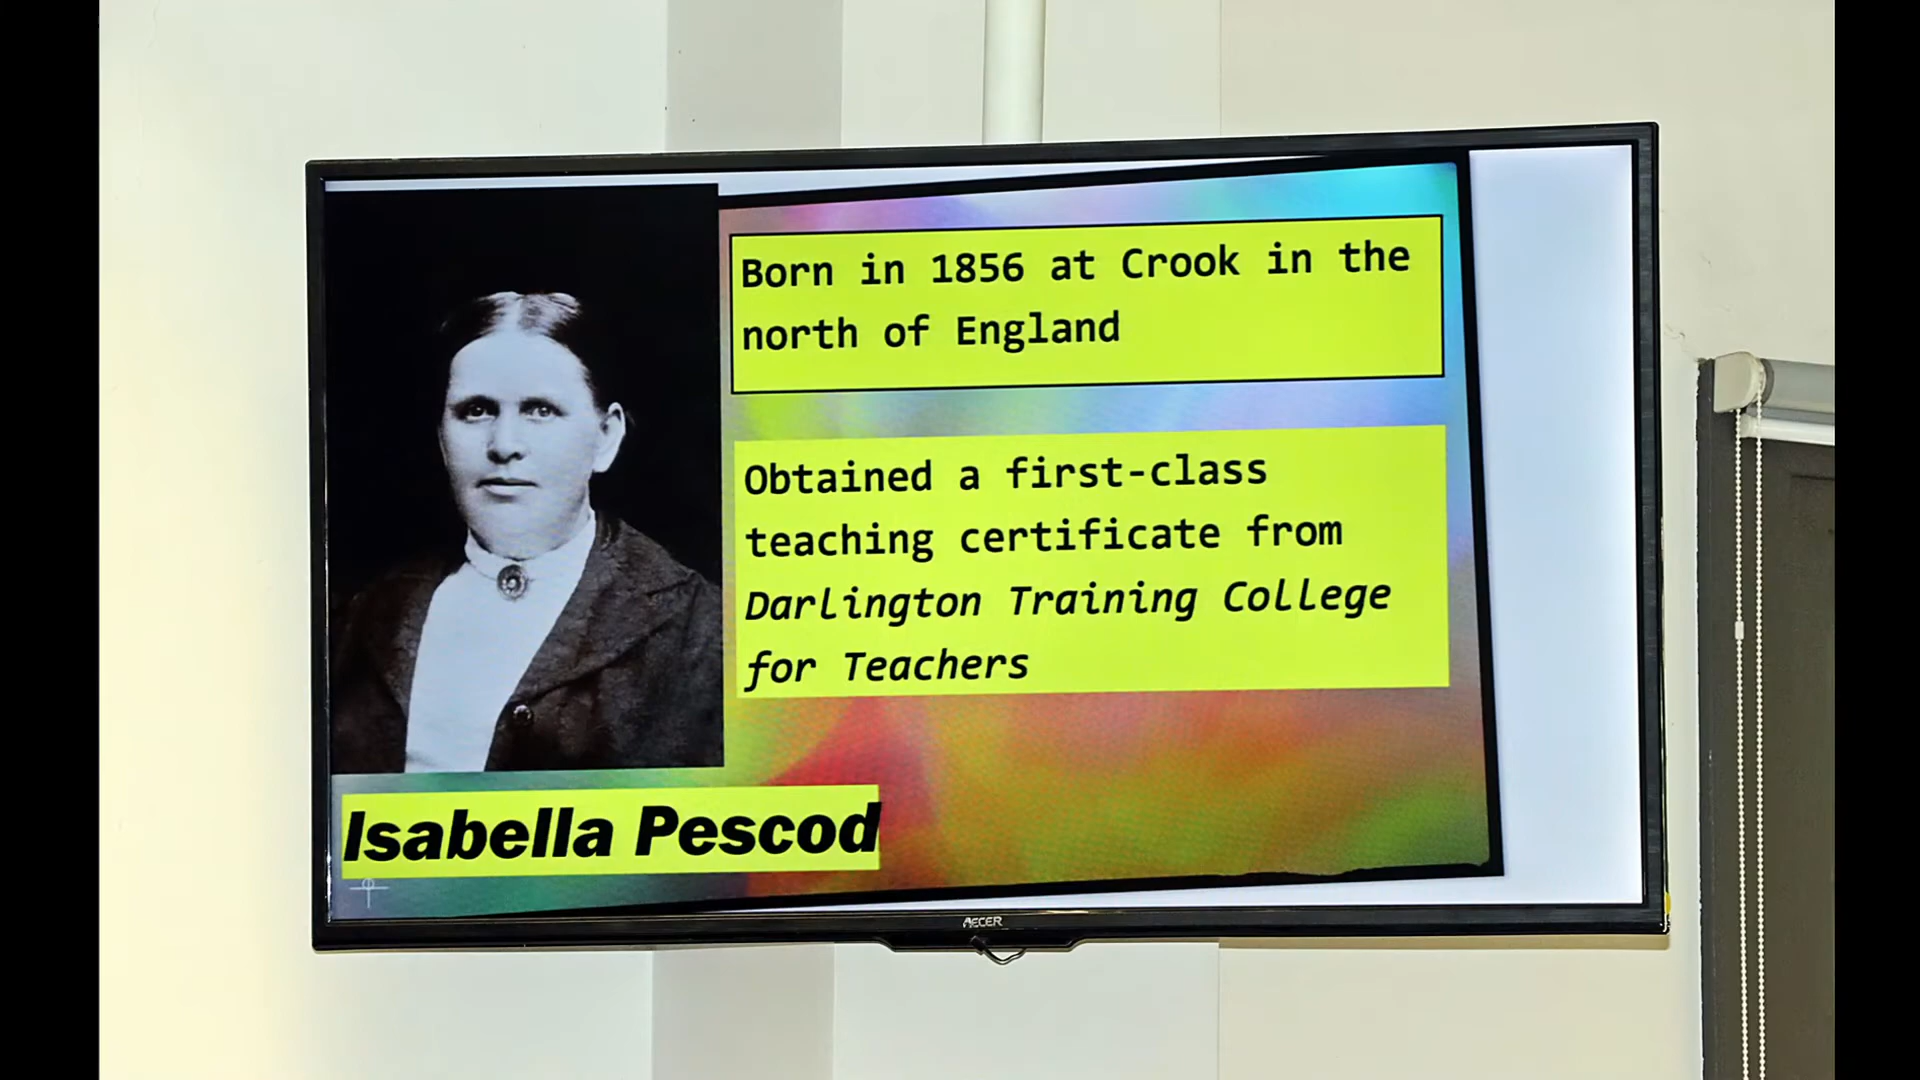 Born in 1856 at Crook in the
north of England
Obtained a first-class
teaching certificate from
Darlington Training College
for Teachers
Isabella Pescod
AECER